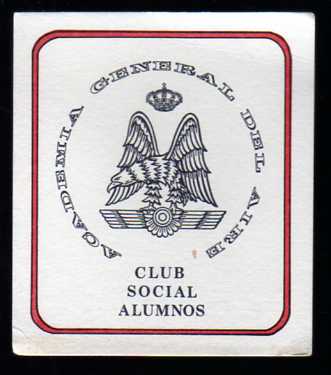 ACADEMIA GENERAL DEL AIRE
CLUB
SOCIAL
ALUMNOS